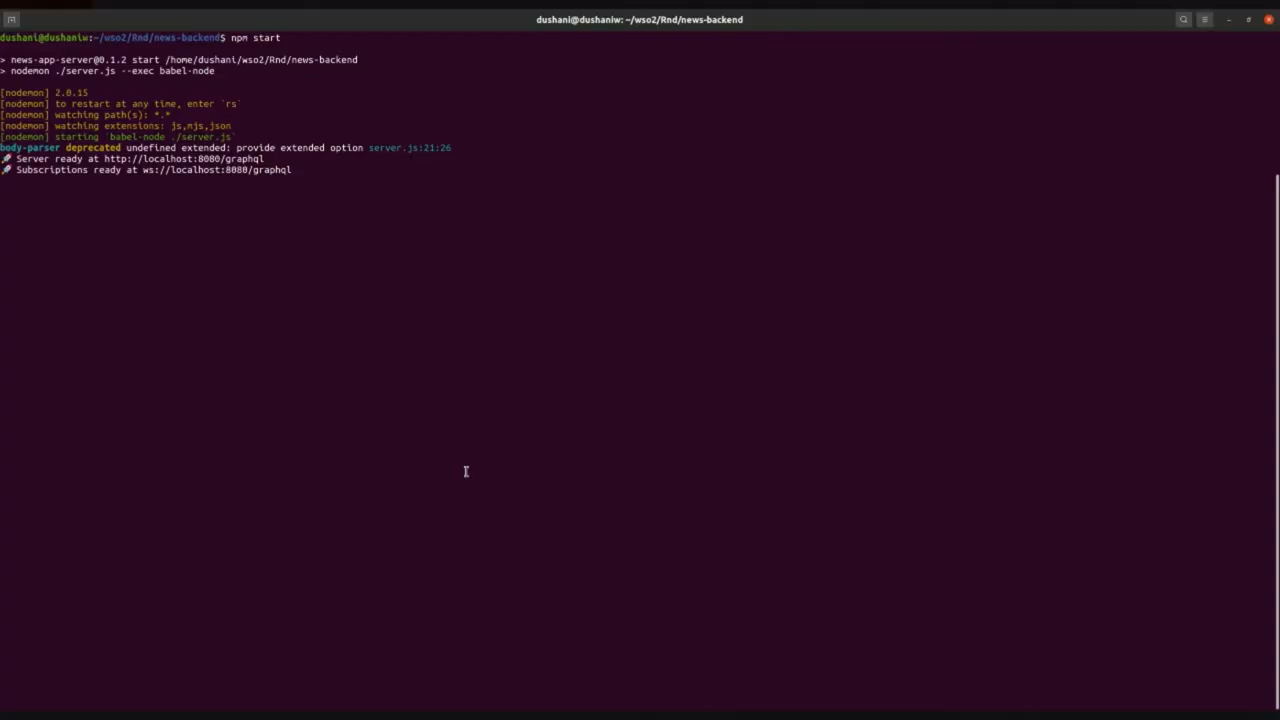 dushani@dushaniw: ~/wso2/Rnd/news-backend
dushani@dushaniw:~/wso2/Rnd/news-backend$ npm start
> news-app-server@0.1.2 start /home/dushani/wso2/Rnd/news-backend
> nodemon ./server.js --exec babel-node
[nodemon] 2.0.15
[nodemon] to restart at any time, enter `rs`
[nodemon] watching path(s): *.*
[nodemon] watching extensions: js,mjs,json
[nodemon] starting `babel-node ./server.js`
body-parser deprecated undefined extended: provide extended option server.js:21:26
🚀 Server ready at http://localhost:8080/graphql
🚀 Subscriptions ready at ws://localhost:8080/graphql